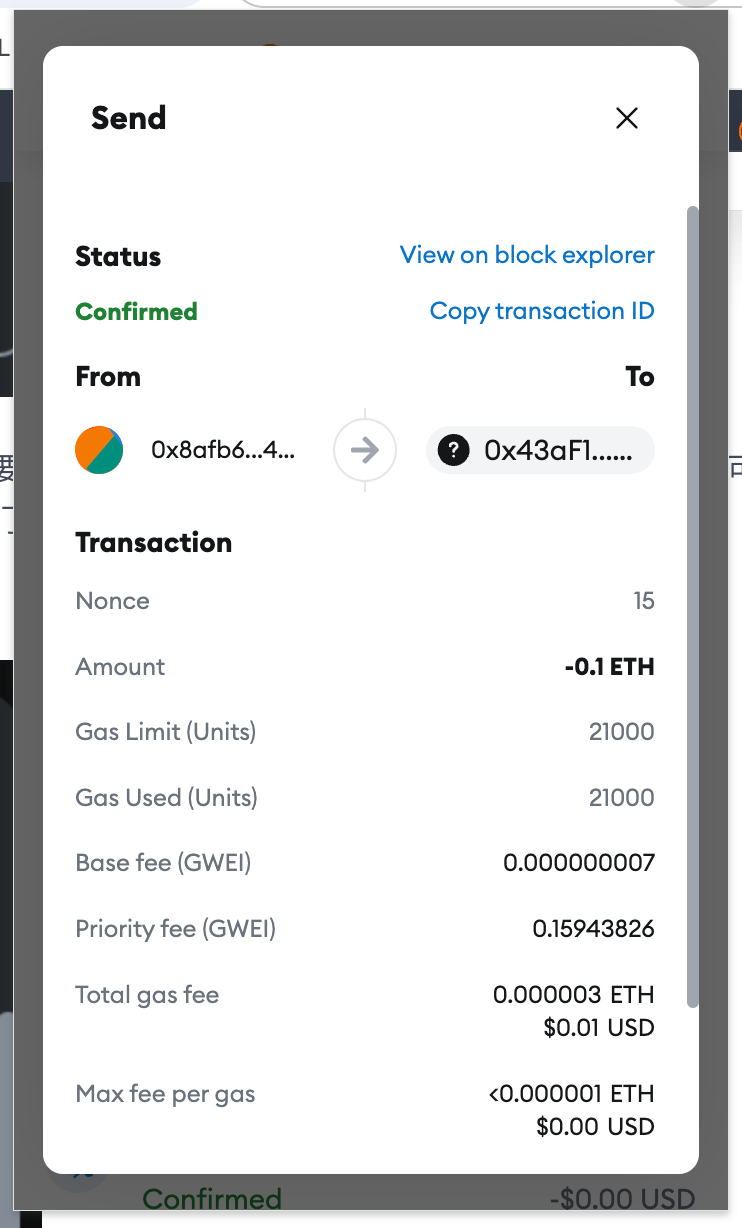 Send
Status
View on block explorer
Confirmed
Copy transaction ID
From
To
0x8afb6...4...
0x43aF1......
Transaction
Nonce
15
Amount
-0.1 ETH
Gas Limit (Units)
21000
Gas Used (Units)
21000
Base fee (GWEI)
0.000000007
Priority fee (GWEI)
0.15943826
Total gas fee
0.000003 ETH
$0.01 USD
Max fee per gas
<0.000001 ETH
$0.00 USD
Confirmed
-$0.00 USD